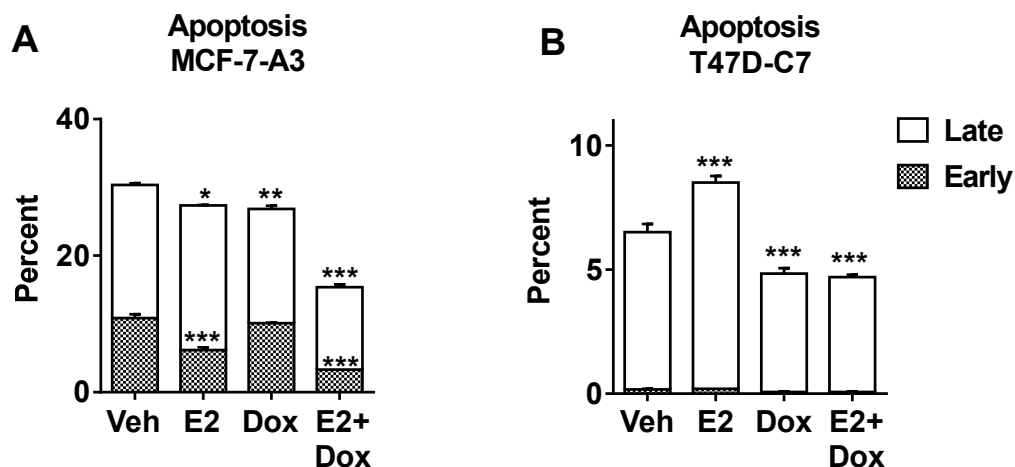 A
Apoptosis
MCF-7-A3
Percent
40
20
0
*
**
***
***
***
Veh
E2
Dox
E2+
Dox
B
Apoptosis
T47D-C7
Percent
10
5
0
***
***
***
Veh
E2
Dox
E2+
Dox
Late
Early